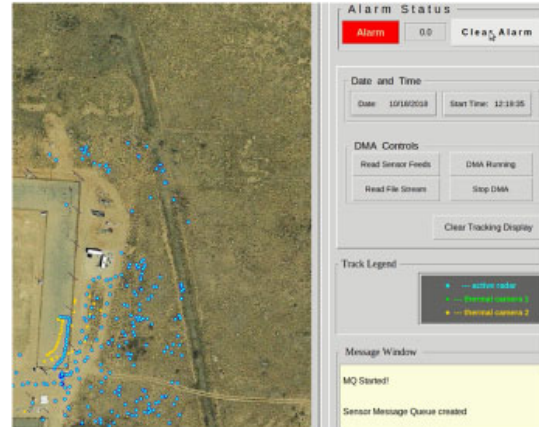 Alarm Status
Alarm
0.0
Clear Alarm
Date and Time
Date: 10/18/2018
Start Time: 12:19:35
DMA Controls
Read Sensor Feeds
DMA Running
Read File Stream
Stop DMA
Clear Tracking Display
Track Legend
--- active radar
--- thermal camera 1
--- thermal camera 2
Message Window
MQ Started!
Sensor Message Queue created